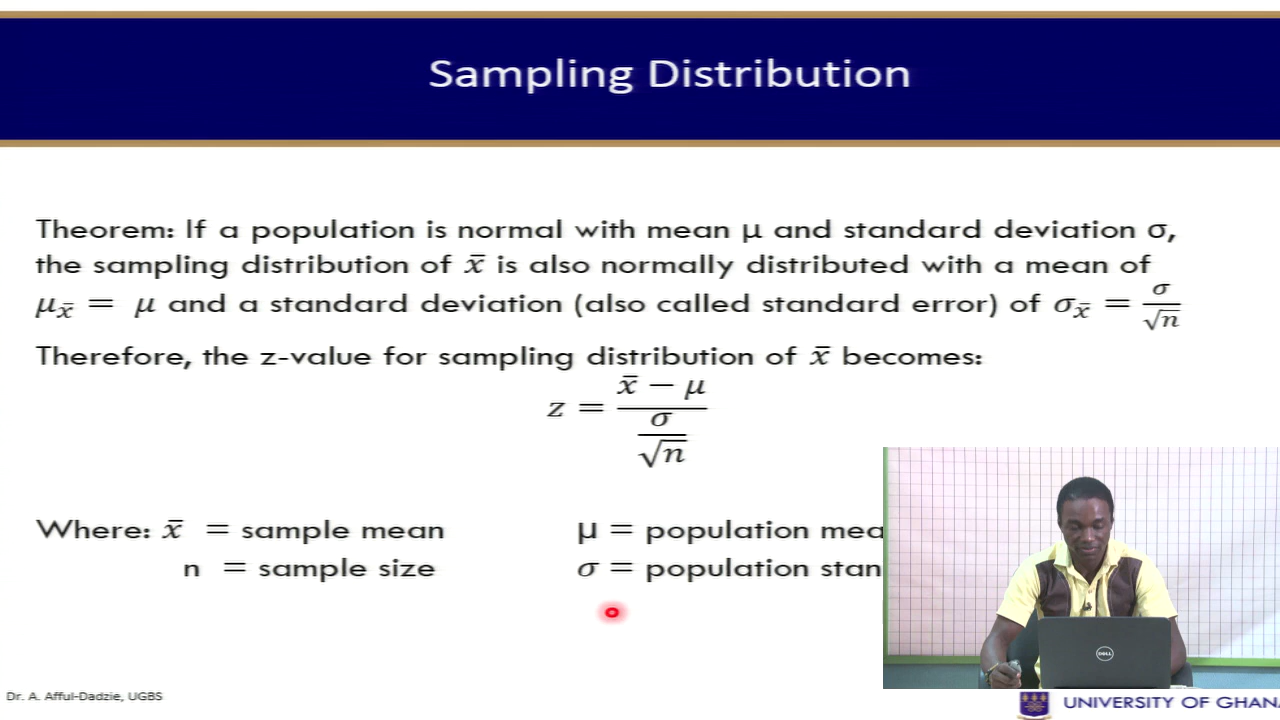 Sampling Distribution
Theorem: If a population is normal with mean μ and standard deviation σ,
the sampling distribution of x̄ is also normally distributed with a mean of
μ_x̄ = μ and a standard deviation (also called standard error) of σ_x̄ = σ/√n
Therefore, the z-value for sampling distribution of x̄ becomes:
z = (x̄ − μ)/(σ/√n)
Where: x̄ = sample mean μ = population mea
n = sample size σ = population stan
DELL
Dr. A. Afful-Dadzie, UGBS
UNIVERSITY OF GHANA